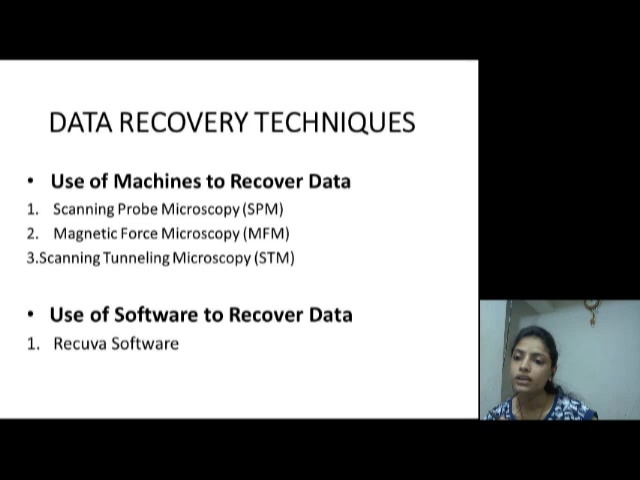 DATA RECOVERY TECHNIQUES
• Use of Machines to Recover Data
1. Scanning Probe Microscopy (SPM)
2. Magnetic Force Microscopy (MFM)
3.Scanning Tunneling Microscopy (STM)
• Use of Software to Recover Data
1. Recuva Software